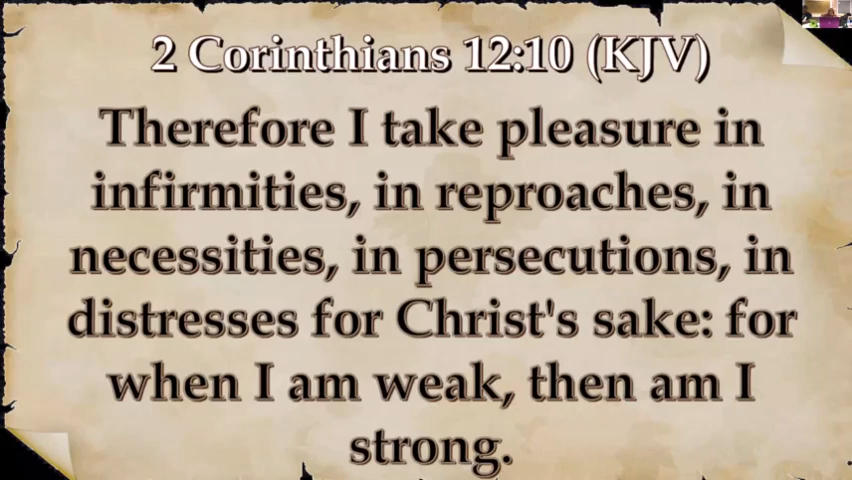 2 Corinthians 12:10 (KJV)
Therefore I take pleasure in
infirmities, in reproaches, in
necessities, in persecutions, in
distresses for Christ's sake: for
when I am weak, then am I
strong.